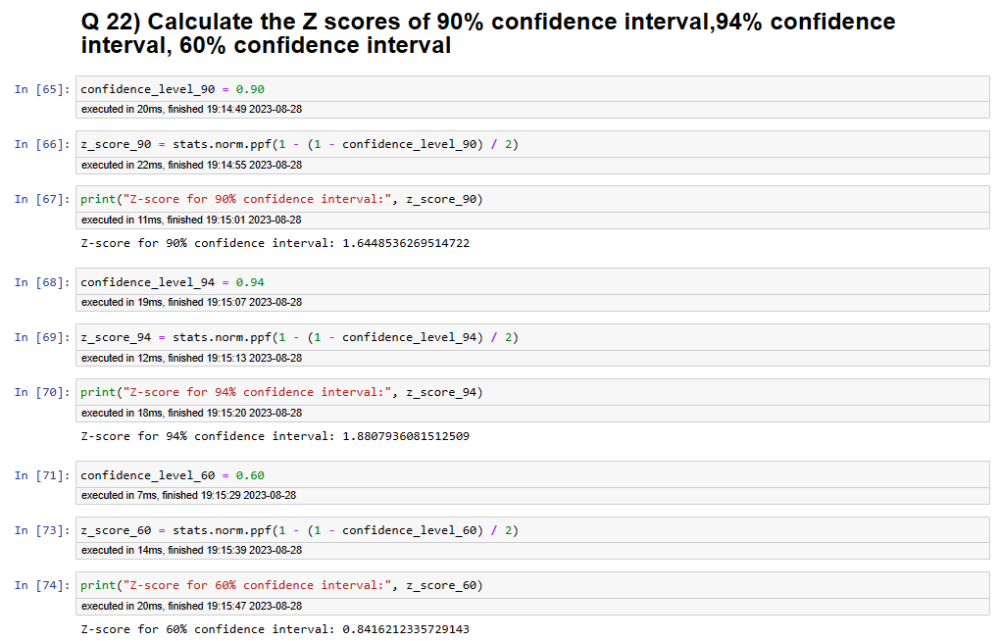 Q 22) Calculate the Z scores of 90% confidence interval,94% confidence
interval, 60% confidence interval
In [65]: confidence_level_90 = 0.90
executed in 20ms, finished 19:14:49 2023-08-28
In [66]: z_score_90 = stats.norm.ppf(1 - (1 - confidence_level_90) / 2)
executed in 22ms, finished 19:14:55 2023-08-28
In [67]: print("Z-score for 90% confidence interval:", z_score_90)
executed in 11ms, finished 19:15:01 2023-08-28
Z-score for 90% confidence interval: 1.6448536269514722
In [68]: confidence_level_94 = 0.94
executed in 19ms, finished 19:15:07 2023-08-28
In [69]: z_score_94 = stats.norm.ppf(1 - (1 - confidence_level_94) / 2)
executed in 12ms, finished 19:15:13 2023-08-28
In [70]: print("Z-score for 94% confidence interval:", z_score_94)
executed in 18ms, finished 19:15:20 2023-08-28
Z-score for 94% confidence interval: 1.8807936081512509
In [71]: confidence_level_60 = 0.60
executed in 7ms, finished 19:15:29 2023-08-28
In [73]: z_score_60 = stats.norm.ppf(1 - (1 - confidence_level_60) / 2)
executed in 14ms, finished 19:15:39 2023-08-28
In [74]: print("Z-score for 60% confidence interval:", z_score_60)
executed in 20ms, finished 19:15:47 2023-08-28
Z-score for 60% confidence interval: 0.8416212335729143